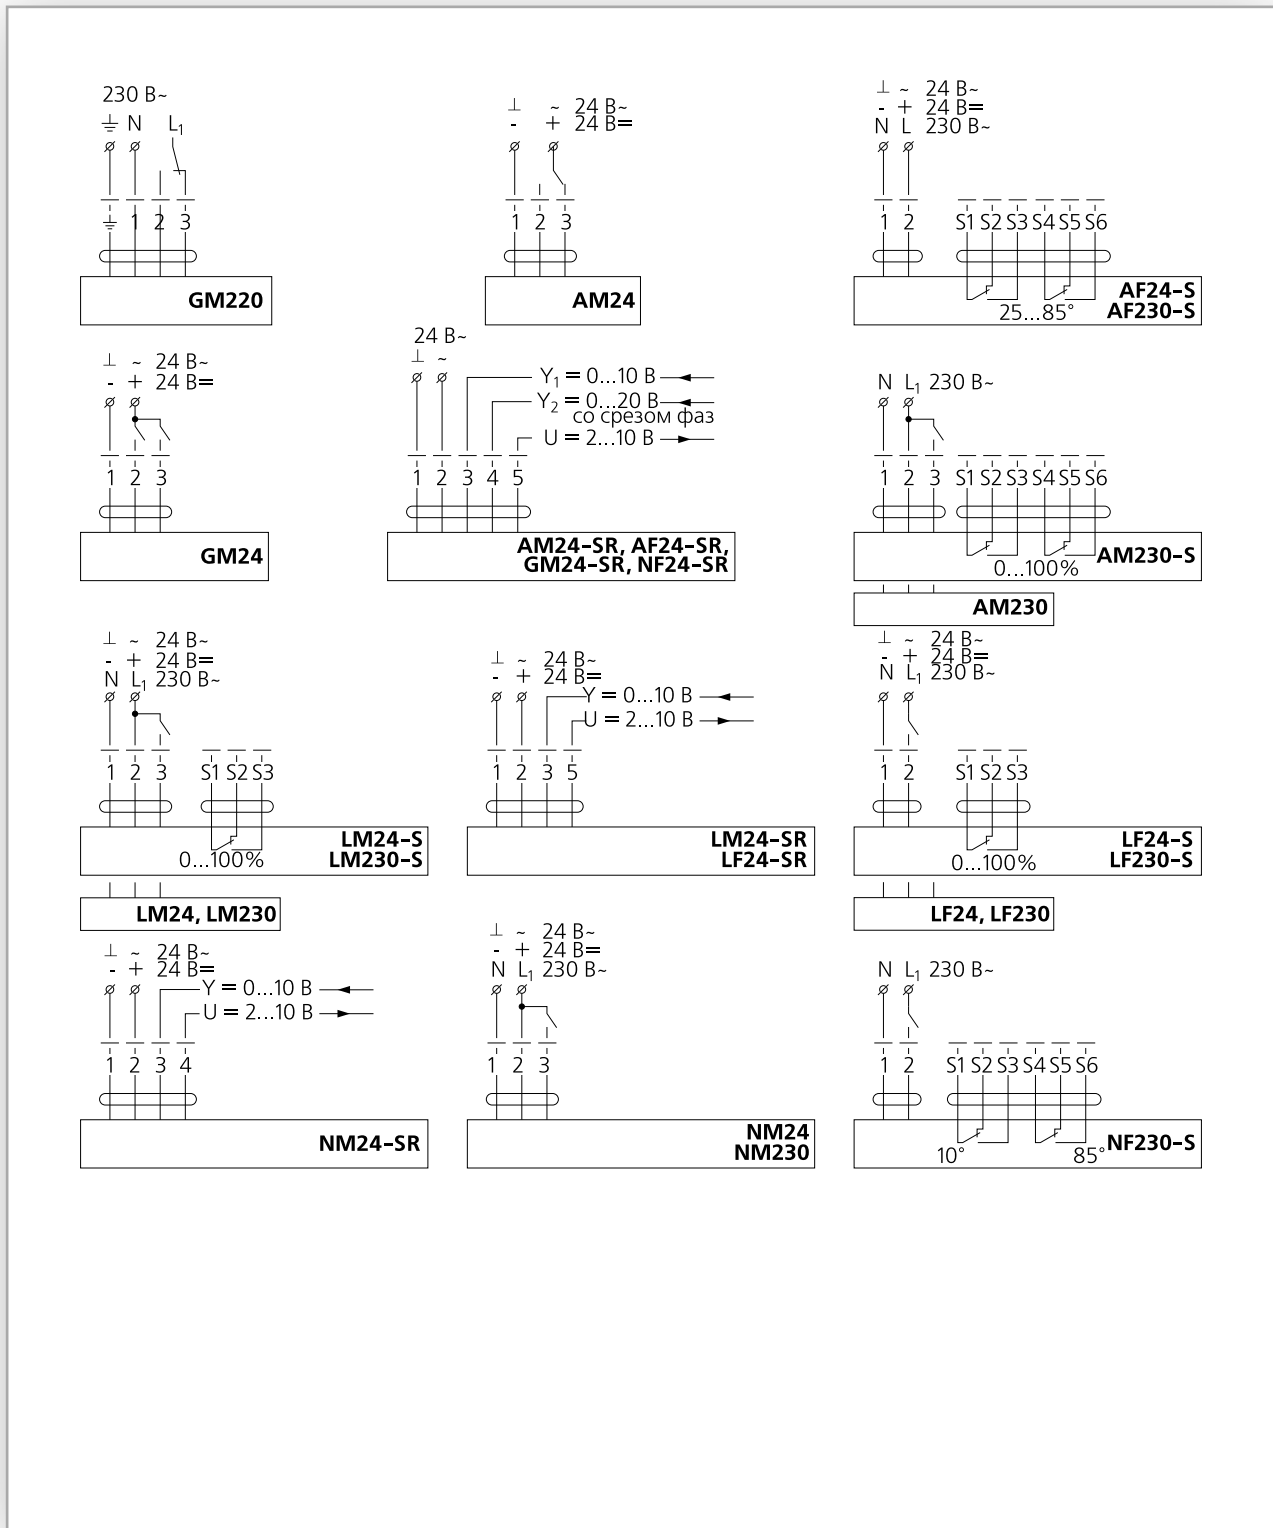 230 В~
⏚ N L1
⏚ 1 2 3
GM220
⊥ ~ 24 В~
- + 24 В=
1 2 3
AM24
⊥ ~ 24 В~
- + 24 В=
N L 230 В~
1 2 S1 S2 S3 S4 S5 S6
25...85°
AF24-S
AF230-S
⊥ ~ 24 В~
- + 24 В=
1 2 3
GM24
24 В~
⊥ ~
Y1 = 0...10 В
Y2 = 0...20 В
со срезом фаз
U = 2...10 В
1 2 3 4 5
AM24-SR, AF24-SR,
GM24-SR, NF24-SR
N L1 230 В~
1 2 3 S1 S2 S3 S4 S5 S6
0...100%
AM230-S
AM230
⊥ ~ 24 В~
- + 24 В=
N L1 230 В~
1 2 3 S1 S2 S3
0...100%
LM24-S
LM230-S
LM24, LM230
⊥ ~ 24 В~
- + 24 В=
Y = 0...10 В
U = 2...10 В
1 2 3 5
LM24-SR
LF24-SR
⊥ ~ 24 В~
- + 24 В=
N L1 230 В~
1 2 S1 S2 S3
0...100%
LF24-S
LF230-S
LF24, LF230
⊥ ~ 24 В~
- + 24 В=
Y = 0...10 В
U = 2...10 В
1 2 3 4
NM24-SR
⊥ ~ 24 В~
- + 24 В=
N L1 230 В~
1 2 3
NM24
NM230
N L1 230 В~
1 2 S1 S2 S3 S4 S5 S6
10° 85°
NF230-S